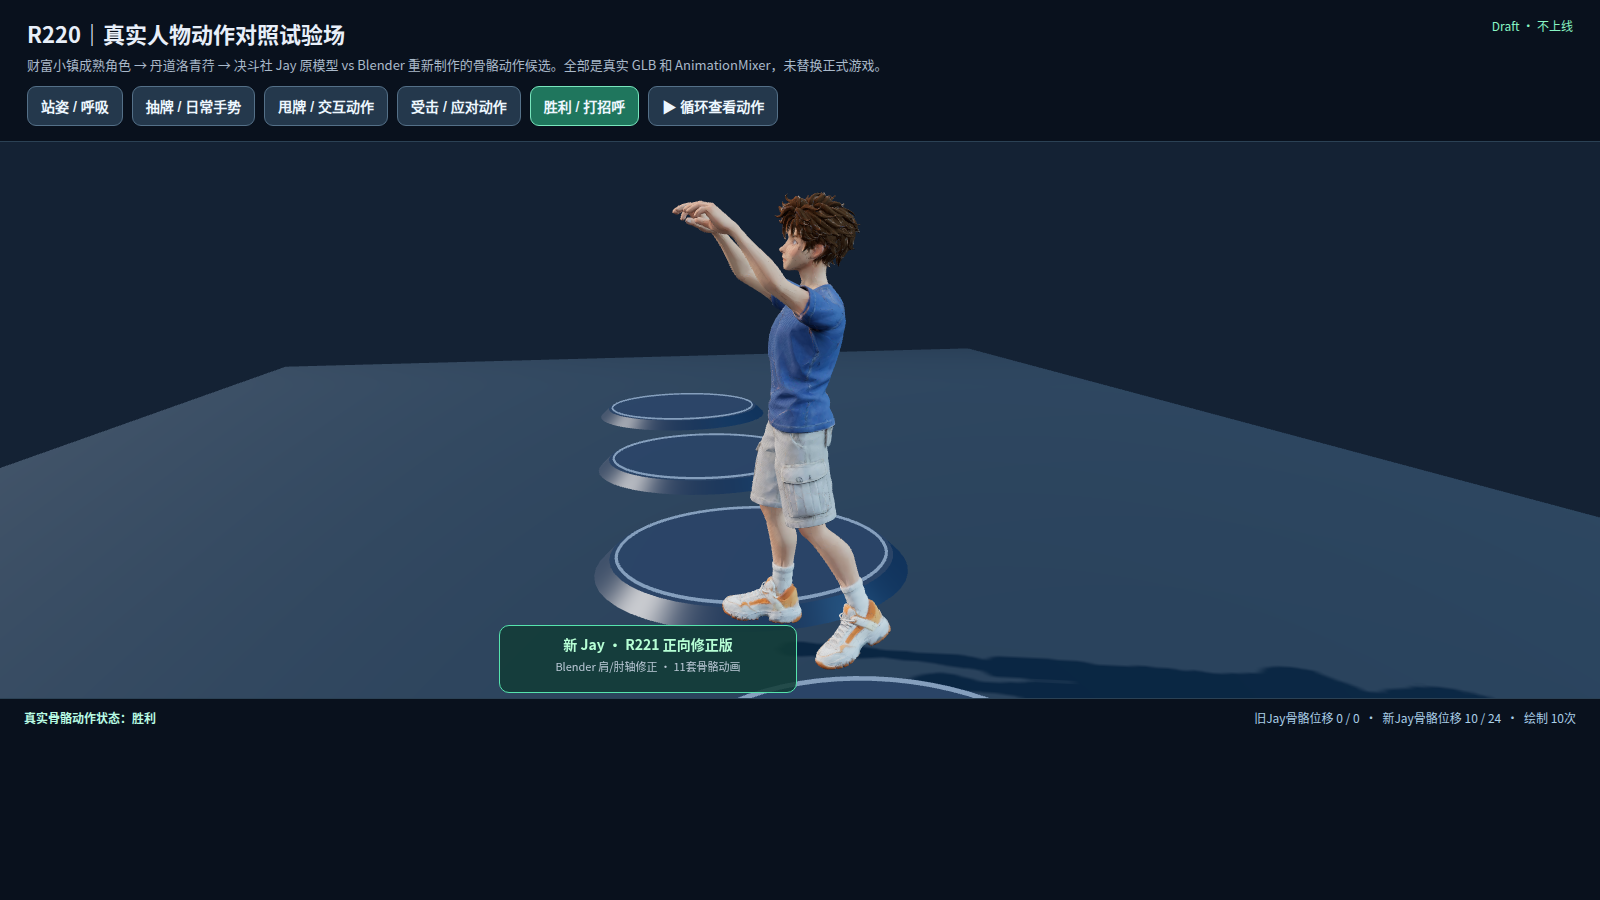 R220｜真实人物动作对照试验场
Draft · 不上线
财富小镇成熟角色 → 丹道洛青荇 → 决斗社 Jay 原模型 vs Blender 重新制作的骨骼动作候选。全部是真实 GLB 和 AnimationMixer，未替换正式游戏。
站姿 / 呼吸
抽牌 / 日常手势
甩牌 / 交互动作
受击 / 应对动作
胜利 / 打招呼
▶ 循环查看动作
新 Jay · R221 正向修正版
Blender 肩/肘轴修正 · 11套骨骼动画
真实骨骼动作状态：胜利
旧Jay骨骼位移 0 / 0 · 新Jay骨骼位移 10 / 24 · 绘制 10次